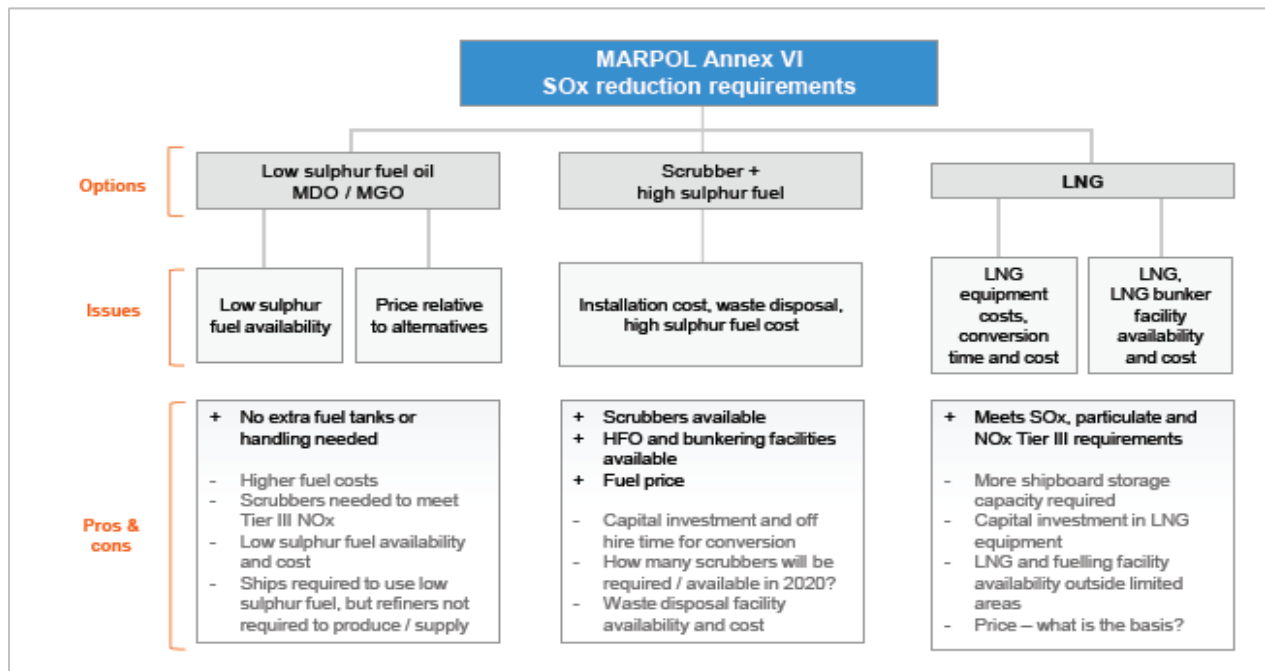 MARPOL Annex VI
SOx reduction requirements
Options
Low sulphur fuel oil
MDO / MGO
Scrubber +
high sulphur fuel
LNG
Issues
Low sulphur
fuel availability
Price relative
to alternatives
Installation cost, waste disposal,
high sulphur fuel cost
LNG
equipment
costs,
conversion
time and cost
LNG,
LNG bunker
facility
availability
and cost
Pros &
cons
+ No extra fuel tanks or
handling needed
- Higher fuel costs
- Scrubbers needed to meet
Tier III NOx
- Low sulphur fuel availability
and cost
- Ships required to use low
sulphur fuel, but refiners not
required to produce / supply
+ Scrubbers available
+ HFO and bunkering facilities
available
+ Fuel price
- Capital investment and off
hire time for conversion
- How many scrubbers will be
required / available in 2020?
- Waste disposal facility
availability and cost
+ Meets SOx, particulate and
NOx Tier III requirements
- More shipboard storage
capacity required
- Capital investment in LNG
equipment
- LNG and fuelling facility
availability outside limited
areas
- Price – what is the basis?